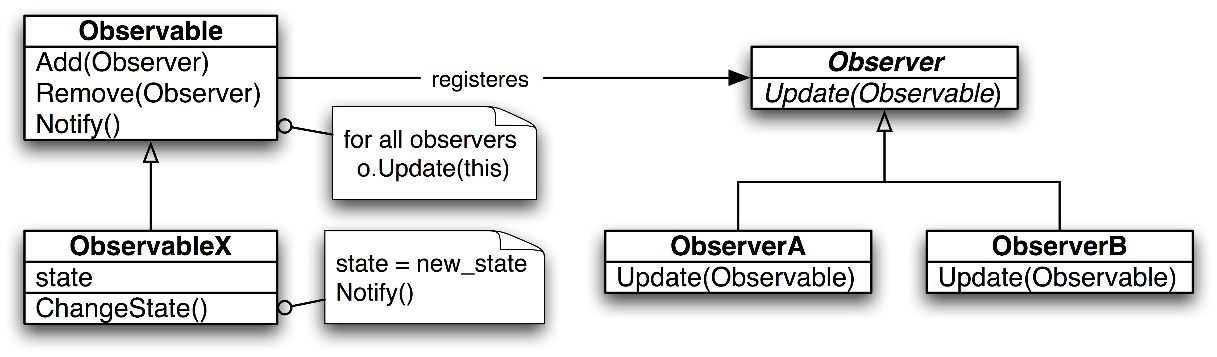 Observable
Add(Observer)
Remove(Observer)
Notify()
registeres
Observer
Update(Observable)
for all observers
o.Update(this)
ObservableX
state
ChangeState()
state = new_state
Notify()
ObserverA
Update(Observable)
ObserverB
Update(Observable)